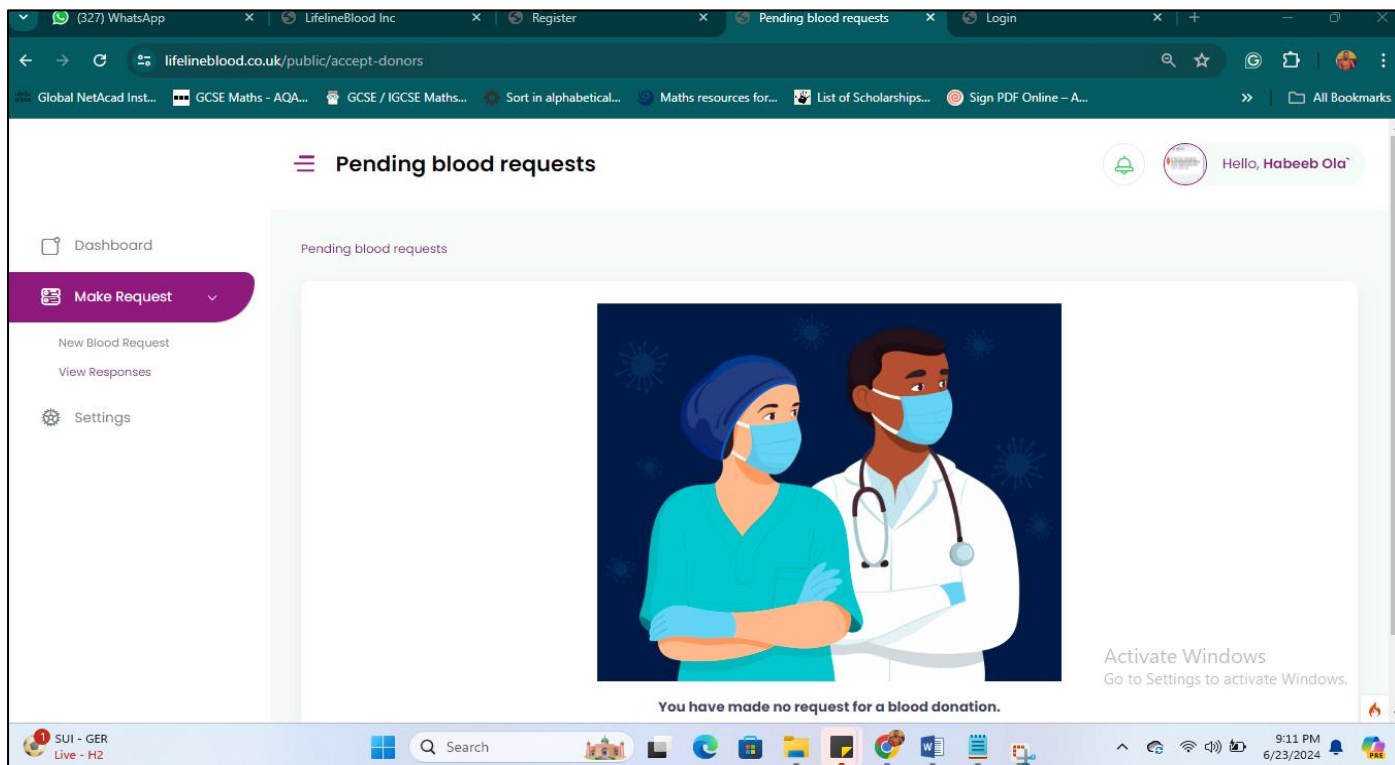 (327) WhatsApp
LifelineBlood Inc
Register
Pending blood requests
Login
lifelineblood.co.uk/public/accept-donors
Global NetAcad Inst...
GCSE Maths - AQA...
GCSE / IGCSE Maths...
Sort in alphabetical...
Maths resources for...
List of Scholarships...
Sign PDF Online – A...
All Bookmarks
Pending blood requests
Hello, Habeeb Ola`
Dashboard
Pending blood requests
Make Request
New Blood Request
View Responses
Settings
Activate Windows
Go to Settings to activate Windows.
You have made no request for a blood donation.
1
SUI - GER
Live - H2
Search
9:11 PM
6/23/2024
PRE